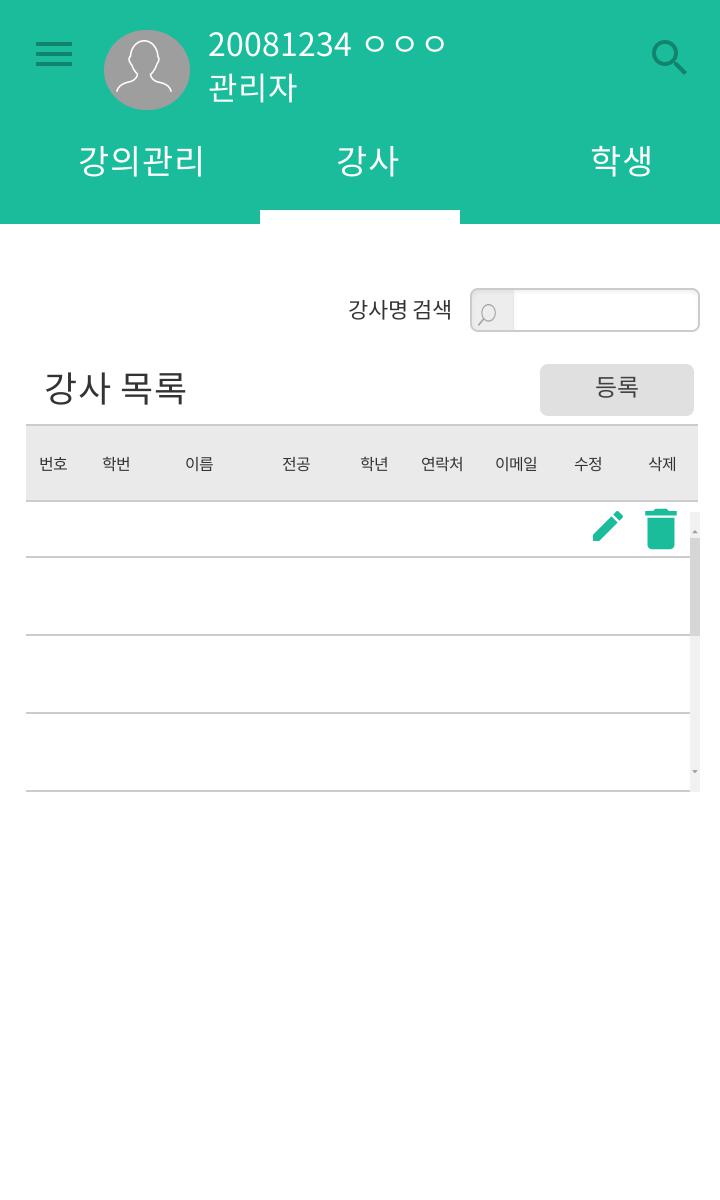 20081234 ㅇㅇㅇ
관리자
강의관리 강사 학생
강사명 검색
강사 목록 등록
번호 학번 이름 전공 학년 연락처 이메일 수정 삭제